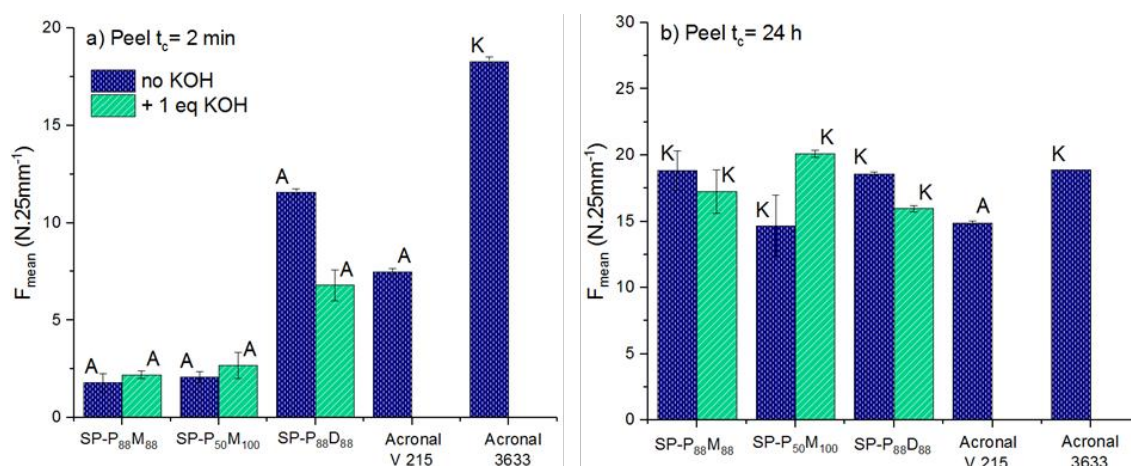 a) Peel t_c= 2 min
no KOH
+ 1 eq KOH
F_mean (N.25mm⁻¹)
20
15
10
5
0
A
A
A
A
A
A
A
K
SP-P₈₈M₈₈
SP-P₅₀M₁₀₀
SP-P₈₈D₈₈
Acronal
V 215
Acronal
3633
b) Peel t_c= 24 h
F_mean (N.25mm⁻¹)
30
25
20
15
10
5
0
K
K
K
K
K
K
A
K
SP-P₈₈M₈₈
SP-P₅₀M₁₀₀
SP-P₈₈D₈₈
Acronal
V 215
Acronal
3633